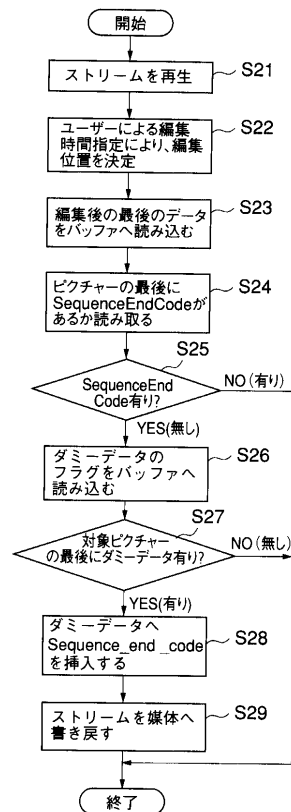 開始
ストリームを再生
S21
ユーザーによる編集
時間指定により、編集
位置を決定
S22
編集後の最後のデータ
をバッファへ読み込む
S23
ピクチャーの最後に
SequenceEndCodeが
あるか読み取る
S24
SequenceEnd
Code有り?
S25
NO(有り)
YES(無し)
ダミーデータの
フラグをバッファへ
読み込む
S26
対象ピクチャー
の最後にダミーデータ有り?
S27
NO(無し)
YES(有り)
ダミーデータへ
Sequence_end_code
を挿入する
S28
ストリームを媒体へ
書き戻す
S29
終了